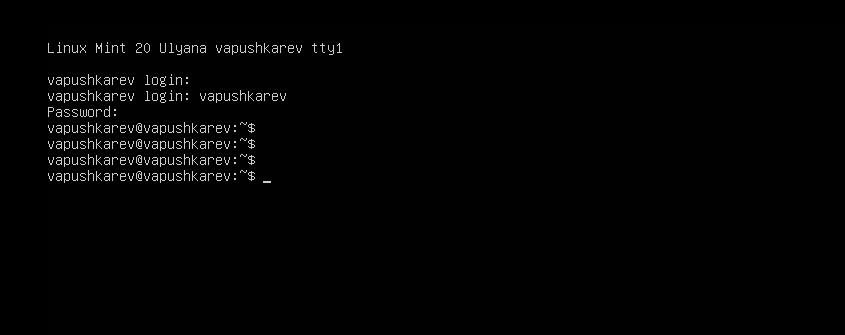 Linux Mint 20 Ulyana vapushkarev tty1
vapushkarev login:
vapushkarev login: vapushkarev
Password:
vapushkarev@vapushkarev:~$
vapushkarev@vapushkarev:~$
vapushkarev@vapushkarev:~$
vapushkarev@vapushkarev:~$ _